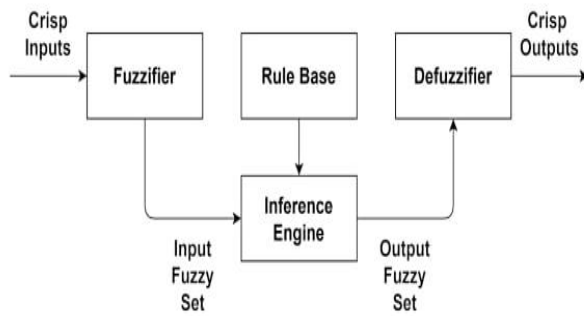 Crisp
Inputs
Fuzzifier
Rule Base
Defuzzifier
Crisp
Outputs
Inference
Engine
Input
Fuzzy
Set
Output
Fuzzy
Set